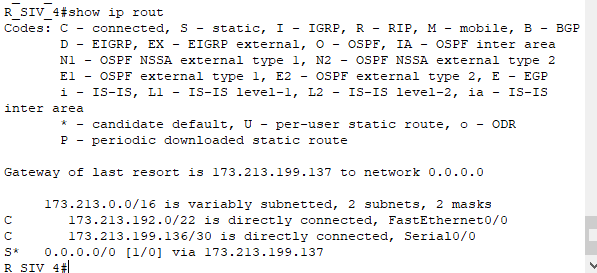 R_SIV_4#show ip rout
Codes: C - connected, S - static, I - IGRP, R - RIP, M - mobile, B - BGP
D - EIGRP, EX - EIGRP external, O - OSPF, IA - OSPF inter area
N1 - OSPF NSSA external type 1, N2 - OSPF NSSA external type 2
E1 - OSPF external type 1, E2 - OSPF external type 2, E - EGP
i - IS-IS, L1 - IS-IS level-1, L2 - IS-IS level-2, ia - IS-IS
inter area
* - candidate default, U - per-user static route, o - ODR
P - periodic downloaded static route
Gateway of last resort is 173.213.199.137 to network 0.0.0.0
173.213.0.0/16 is variably subnetted, 2 subnets, 2 masks
C 173.213.192.0/22 is directly connected, FastEthernet0/0
C 173.213.199.136/30 is directly connected, Serial0/0
S* 0.0.0.0/0 [1/0] via 173.213.199.137
R_SIV_4#